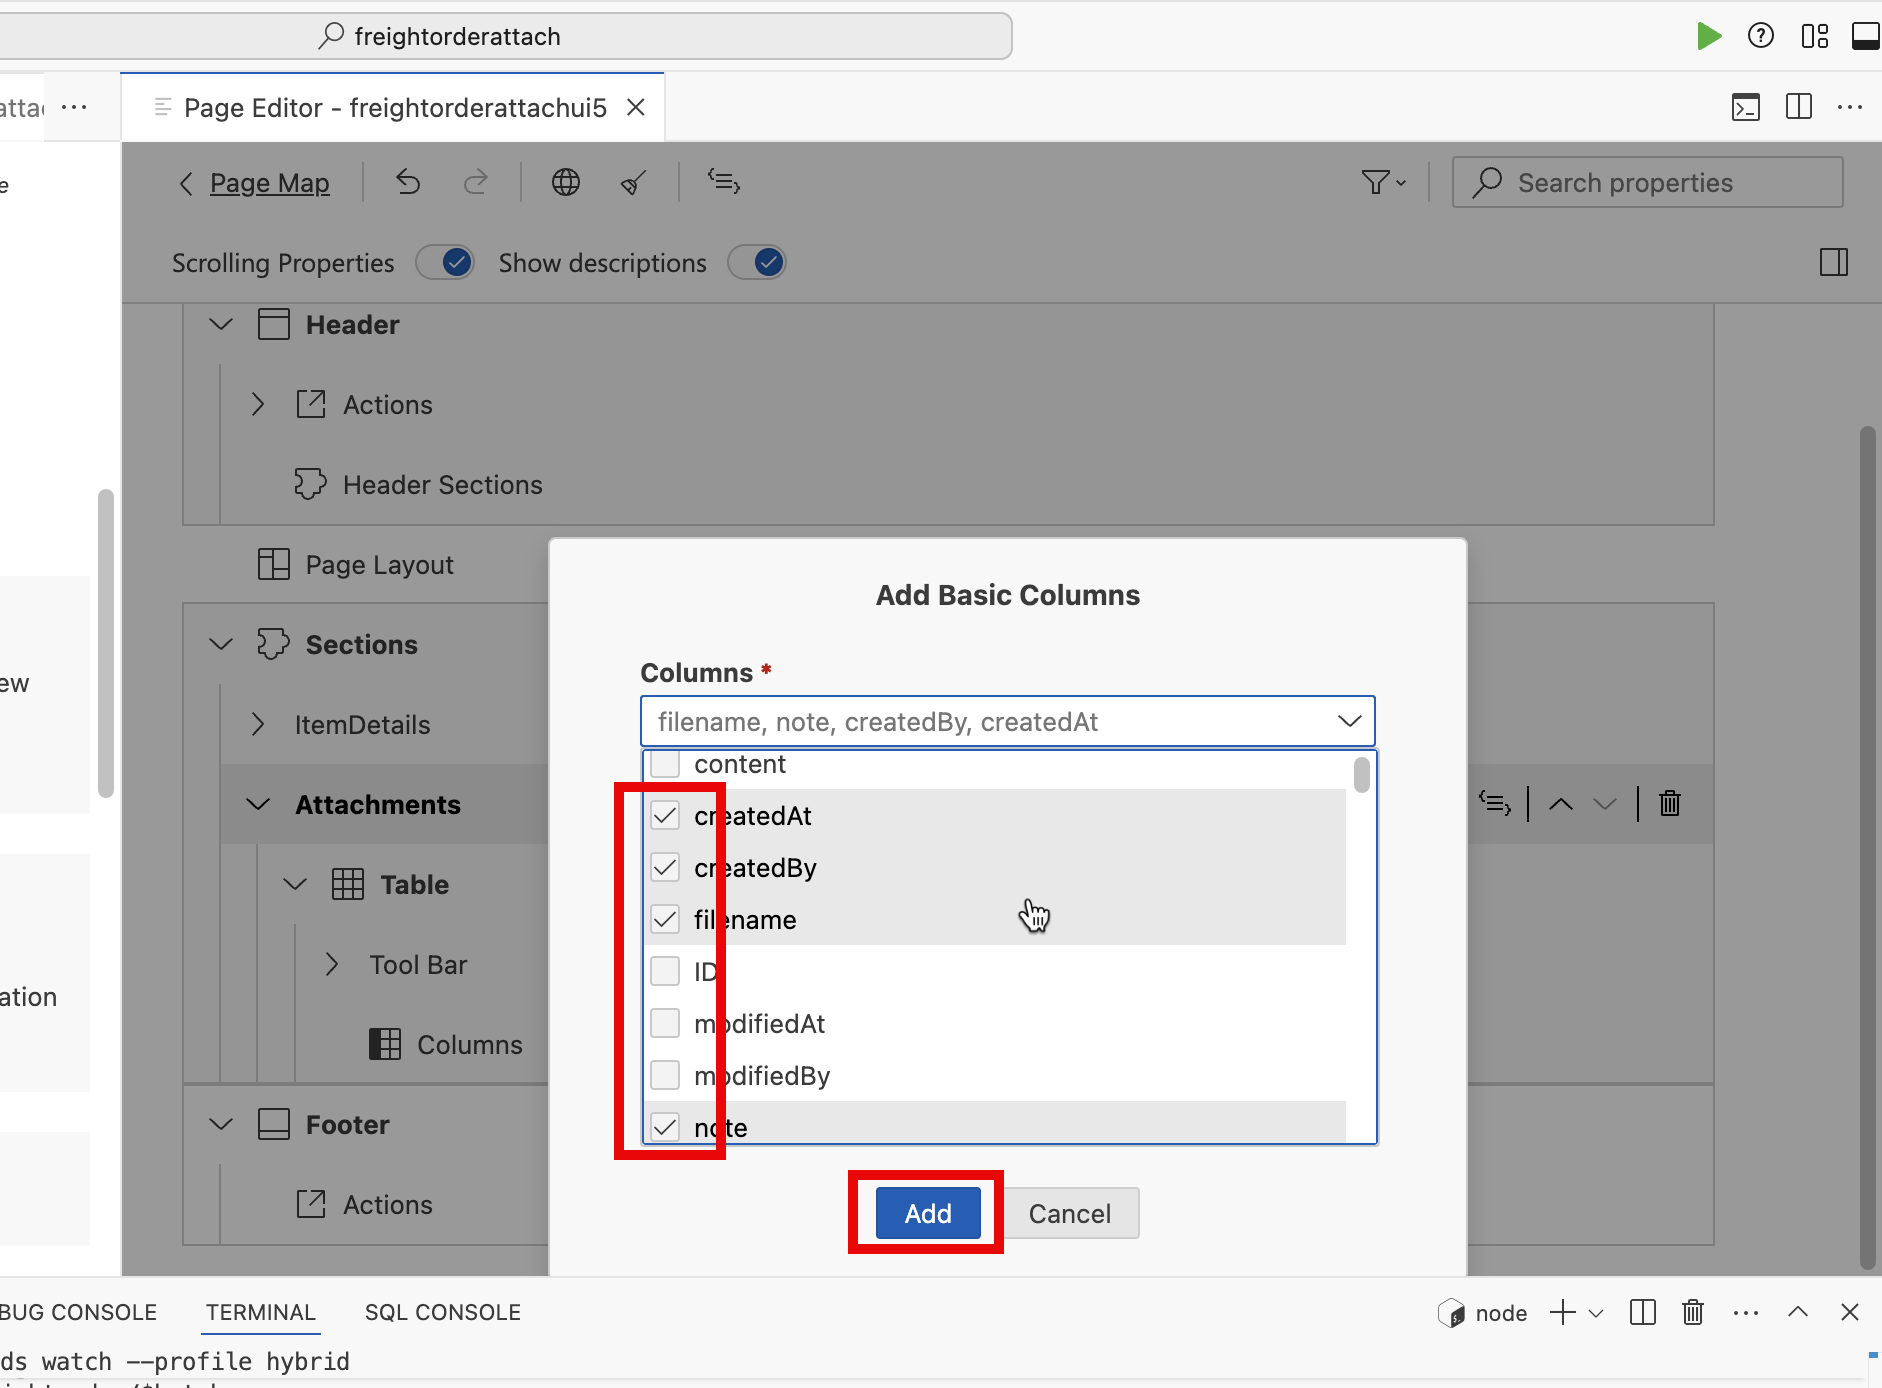 freightorderattach
Page Editor - freightorderattachui5
Page Map
Search properties
Scrolling Properties
Show descriptions
Header
Actions
Header Sections
Page Layout
Add Basic Columns
Sections
Columns *
ew
ItemDetails
filename, note, createdBy, createdAt
content
Attachments
createdAt
createdBy
Table
filename
Tool Bar
ID
ation
modifiedAt
Columns
modifiedBy
Footer
note
Actions
Add
Cancel
BUG CONSOLE
TERMINAL
SQL CONSOLE
node
ds watch --profile hybrid